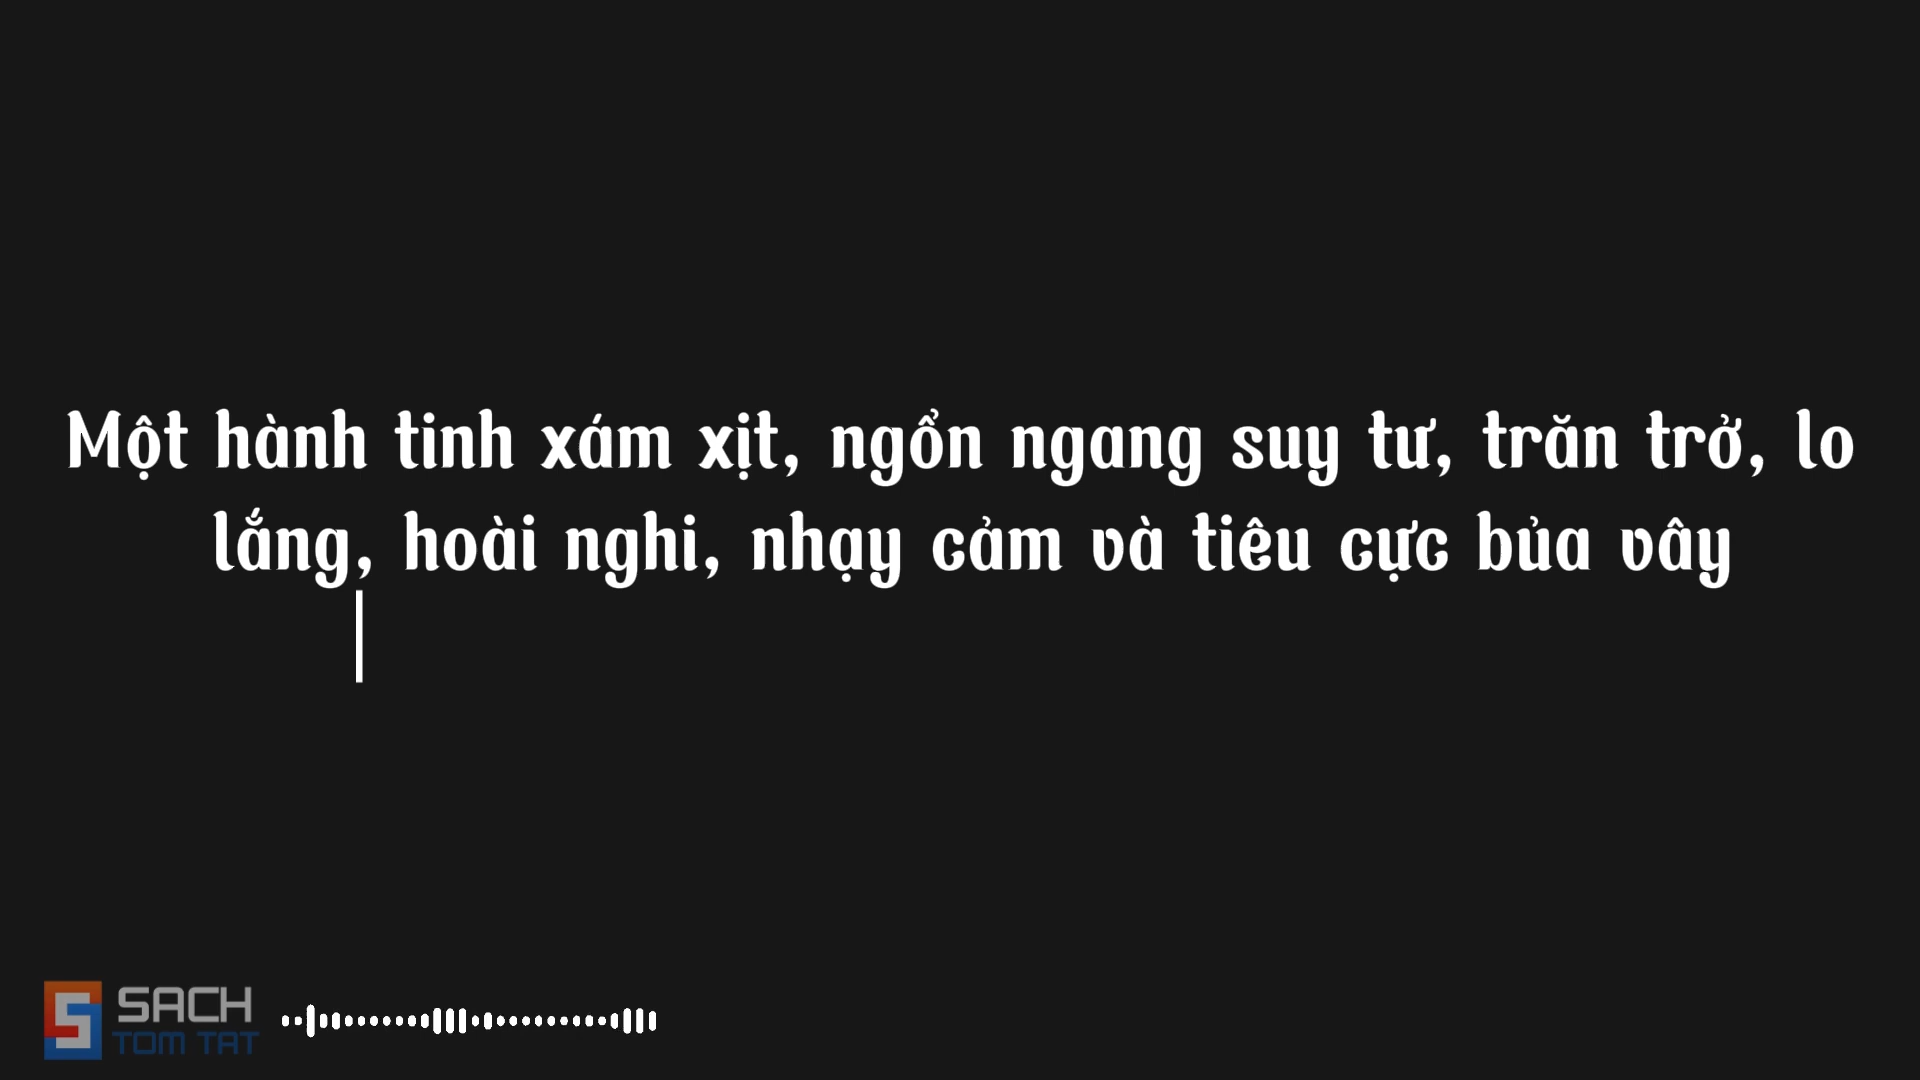 Một hành tinh xám xịt, ngổn ngang suy tư, trăn trở, lo
lắng, hoài nghi, nhạy cảm và tiêu cực bủa vây
SACH
TOM TAT